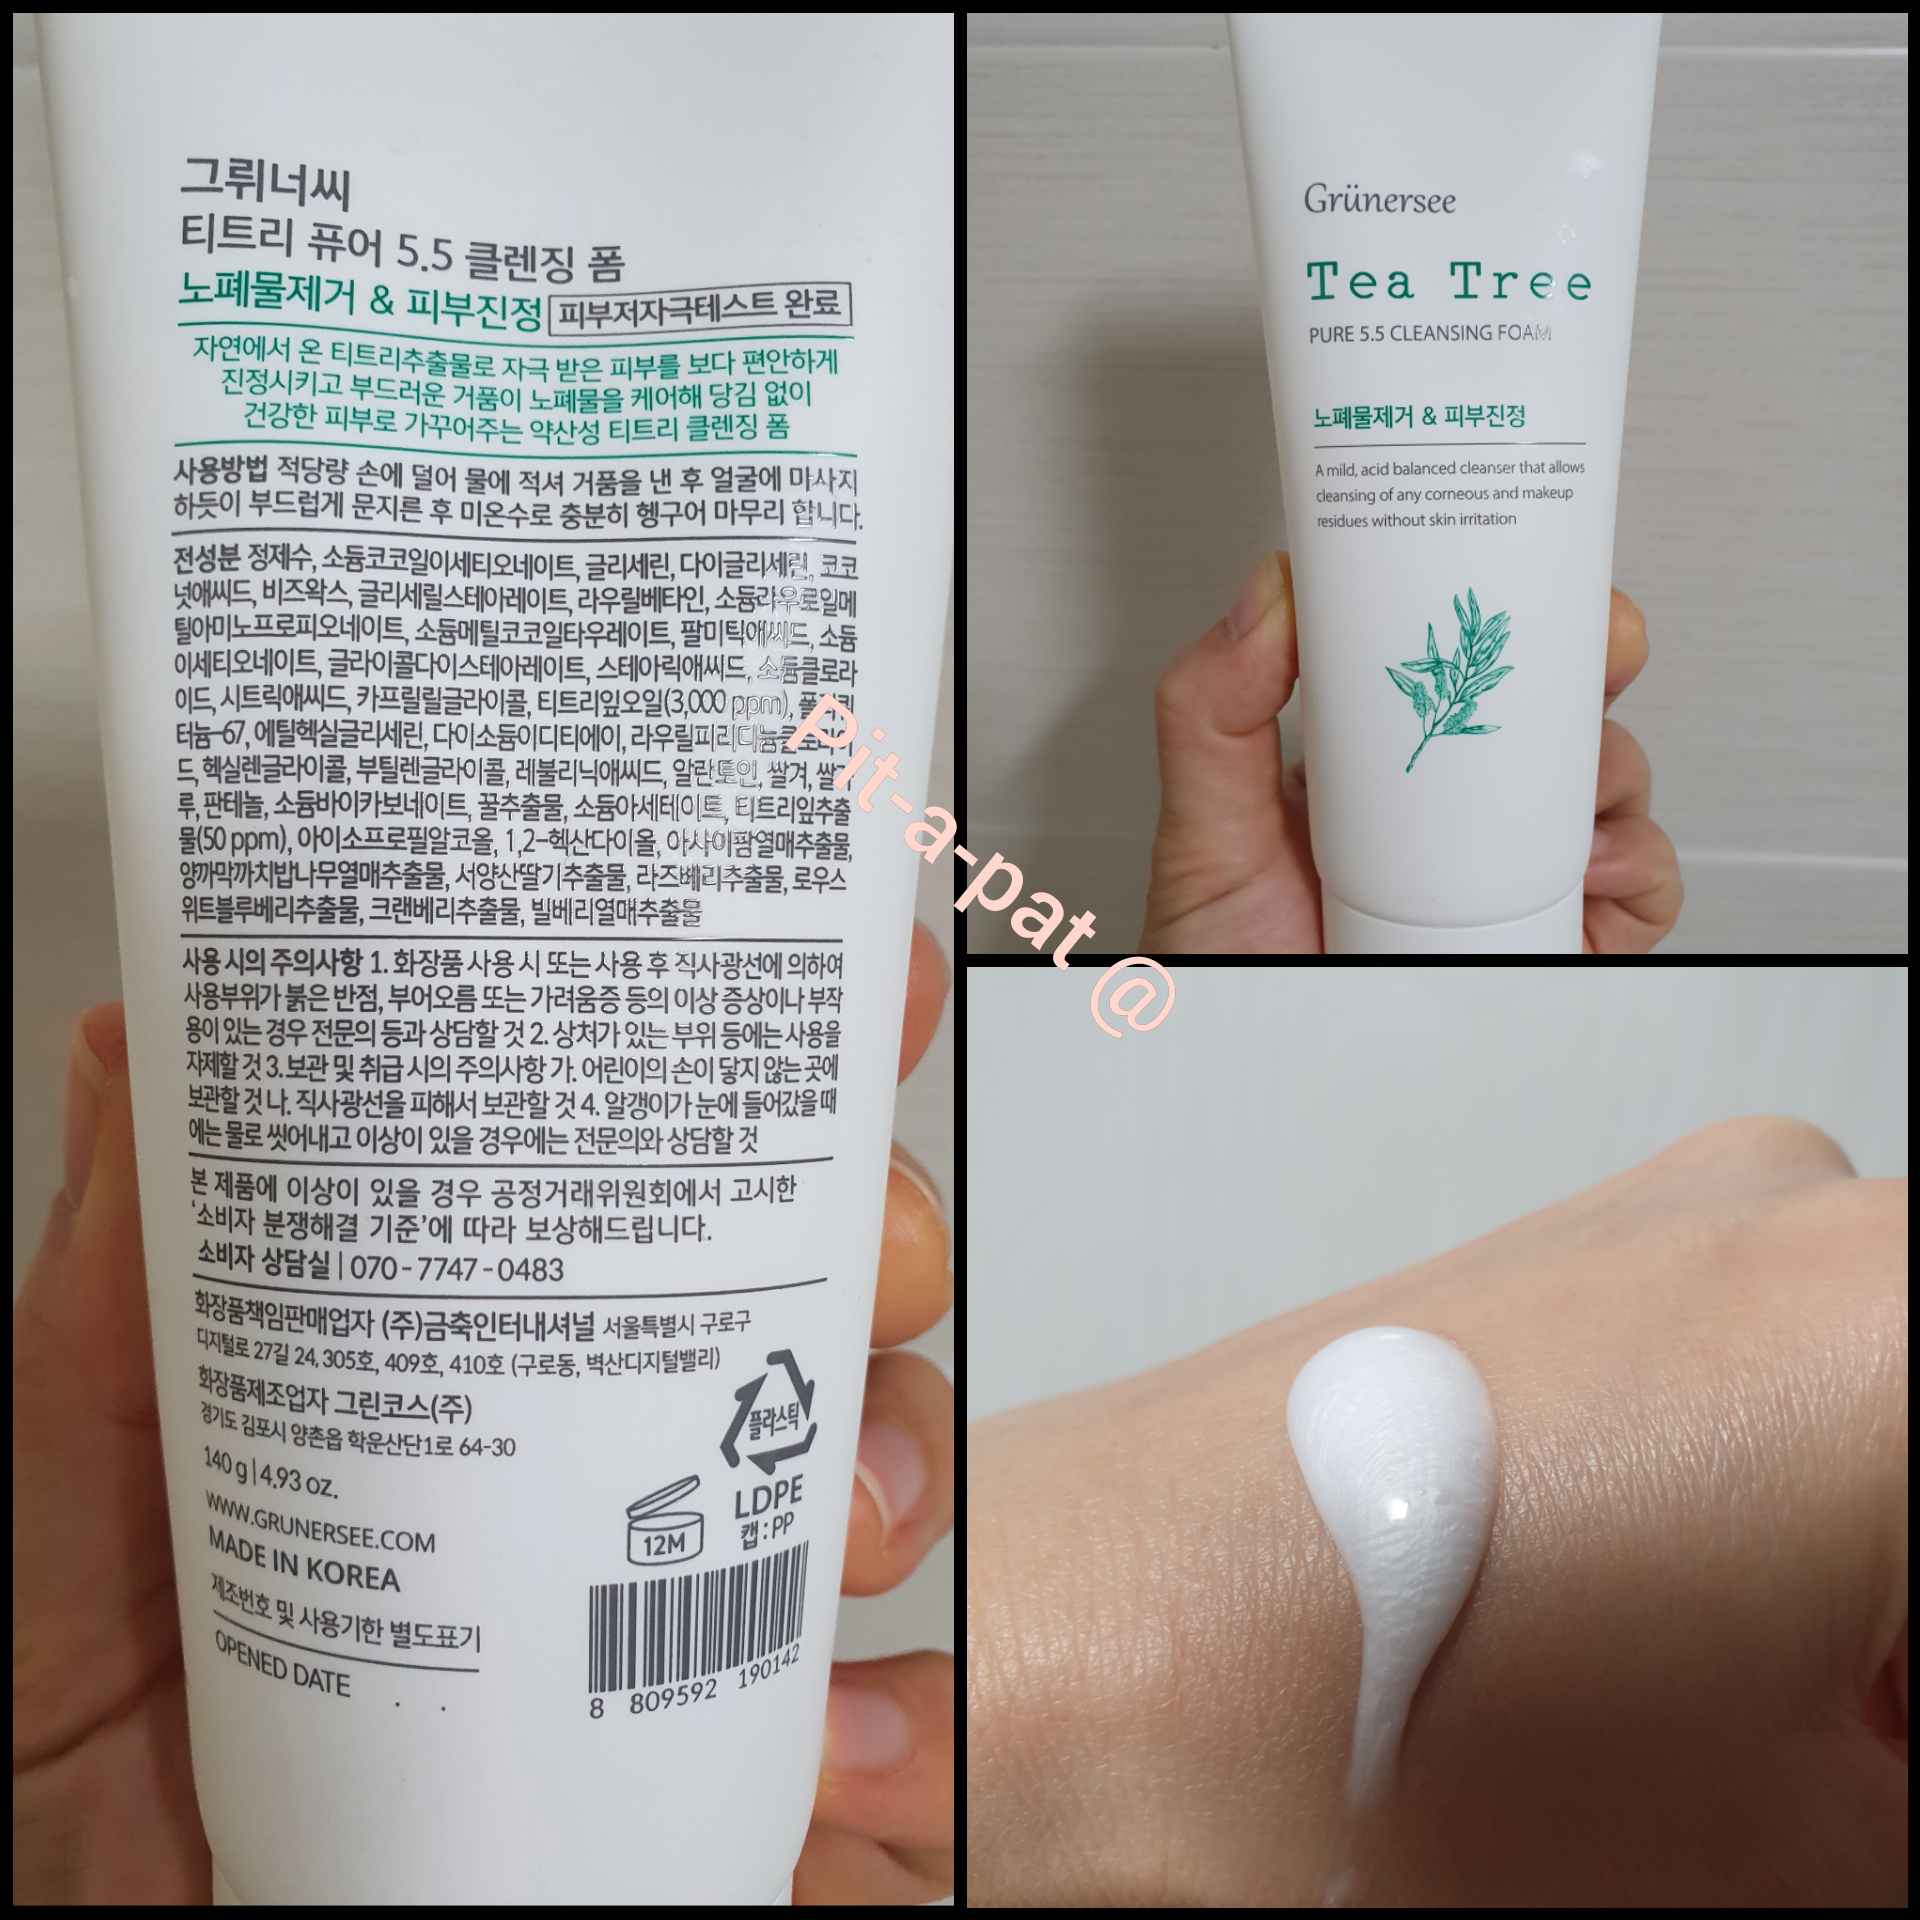 그뤼너씨
티트리 퓨어 5.5 클렌징 폼
노폐물제거 & 피부진정 피부저자극테스트 완료
자연에서 온 티트리추출물로 자극 받은 피부를 보다 편안하게
진정시키고 부드러운 거품이 노폐물을 케어해 당김 없이
건강한 피부로 가꾸어주는 약산성 티트리 클렌징 폼
사용방법 적당량 손에 덜어 물에 적셔 거품을 낸 후 얼굴에 마사지
하듯이 부드럽게 문지른 후 미온수로 충분히 헹구어 마무리 합니다.
전성분 정제수, 소듐코코일이세티오네이트, 글리세린, 다이글리세린, 코코
넛애씨드, 비즈왁스, 글리세릴스테아레이트, 라우릴베타인, 소듐라우로일메
틸아미노프로피오네이트, 소듐메틸코코일타우레이트, 팔미틱애씨드, 소듐
이세티오네이트, 글라이콜다이스테아레이트, 스테아릭애씨드, 소듐클로라
이드, 시트릭애씨드, 카프릴릴글라이콜, 티트리잎오일(3,000 ppm), 폴리쿼
터늄-67, 에틸헥실글리세린, 다이소듐이디티에이, 라우릴피리디늄클로라이
드, 헥실렌글라이콜, 부틸렌글라이콜, 레불리닉애씨드, 알란토인, 쌀겨, 쌀가
루, 판테놀, 소듐바이카보네이트, 꿀추출물, 소듐아세테이트, 티트리잎추출
물(50 ppm), 아이소프로필알코올, 1,2-헥산다이올, 아사이팜열매추출물,
양까막까치밥나무열매추출물, 서양산딸기추출물, 라즈베리추출물, 로우스
위트블루베리추출물, 크랜베리추출물, 빌베리열매추출물
사용 시의 주의사항 1. 화장품 사용 시 또는 사용 후 직사광선에 의하여
사용부위가 붉은 반점, 부어오름 또는 가려움증 등의 이상 증상이나 부작
용이 있는 경우 전문의 등과 상담할 것 2. 상처가 있는 부위 등에는 사용을
자제할 것 3. 보관 및 취급 시의 주의사항 가. 어린이의 손이 닿지 않는 곳에
보관할 것 나. 직사광선을 피해서 보관할 것 4. 알갱이가 눈에 들어갔을 때
에는 물로 씻어내고 이상이 있을 경우에는 전문의와 상담할 것
본 제품에 이상이 있을 경우 공정거래위원회에서 고시한
'소비자 분쟁해결 기준'에 따라 보상해드립니다.
소비자 상담실 | 070-7747-0483
화장품책임판매업자 (주)금축인터내셔널 서울특별시 구로구
디지털로 27길 24, 305호, 409호, 410호 (구로동, 벽산디지털밸리)
화장품제조업자 그린코스(주)
경기도 김포시 양촌읍 학운산단1로 64-30
140 g | 4.93 oz.
WWW.GRUNERSEE.COM
MADE IN KOREA
제조번호 및 사용기한 별도표기
OPENED DATE . .
플라스틱
LDPE
캡 : PP
12M
8 809592 190142
Grünersee
Tea Tree
PURE 5.5 CLEANSING FOAM
노폐물제거 & 피부진정
A mild, acid balanced cleanser that allows
cleansing of any corneous and makeup
residues without skin irritation
Pit-a-pat @